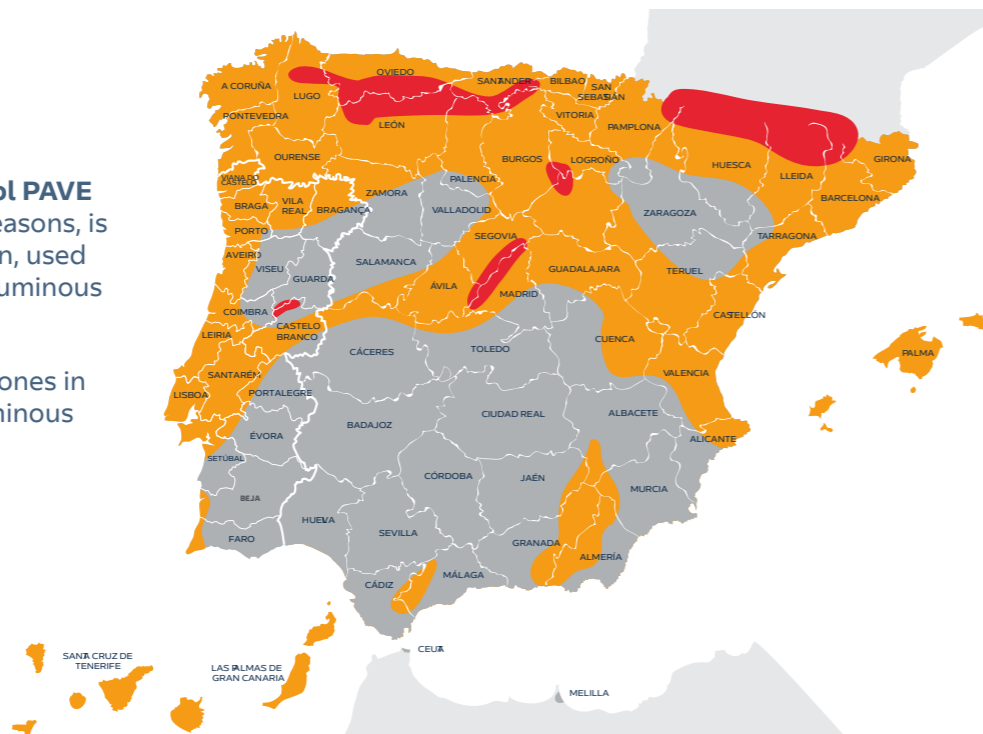 ol PAVE
easons, is
n, used
uminous
ones in
minous
OVIEDO
SANTANDER
BILBAO
SAN
SEBASTIÁN
A CORUÑA
LUGO
VITORIA
PONTEVEDRA
LEÓN
PAMPLONA
OURENSE
BURGOS
LOGROÑO
HUESCA
GIRONA
LLEIDA
VIANA DO
CASTELO
ZAMORA
PALENCIA
BARCELONA
BRAGA
VILA
REAL
BRAGANÇA
VALLADOLID
ZARAGOZA
PORTO
SEGOVIA
TARRAGONA
AVEIRO
VISEU
GUARDA
SALAMANCA
GUADALAJARA
TERUEL
ÁVILA
MADRID
COIMBRA
CASTELLÓN
CASTELO
BRANCO
LEIRIA
CUENCA
CÁCERES
TOLEDO
PALMA
SANTARÉM
VALENCIA
LISBOA
PORTALEGRE
CIUDAD REAL
ALBACETE
BADAJOZ
ÉVORA
ALICANTE
SETÚBAL
CÓRDOBA
JAÉN
MURCIA
BEJA
HUELVA
SEVILLA
FARO
GRANADA
ALMERÍA
CÁDIZ
MÁLAGA
CEUTA
SANTA CRUZ DE
TENERIFE
LAS PALMAS DE
GRAN CANARIA
MELILLA